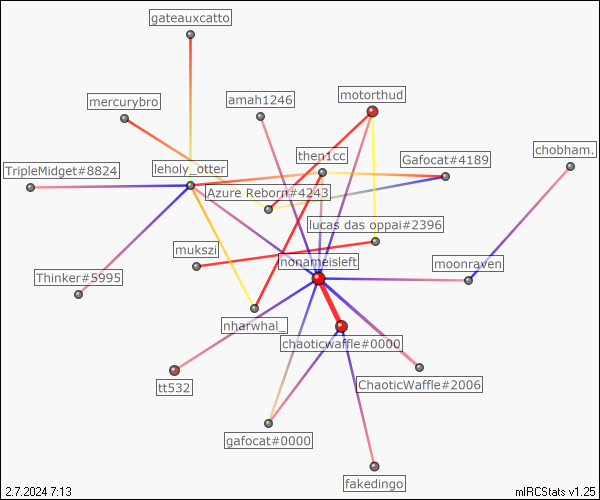 gateauxcatto
motorthud
amah1246
mercurybro
chobham.
then1cc
Gafocat#4189
TripleMidget#8824
leholy_otter
Azure Reborn#4243
lucas das oppai#2396
mukszi
nonameisleft
moonraven
Thinker#5995
nharwhal_
chaoticwaffle#0000
tt532
ChaoticWaffle#2006
gafocat#0000
fakedingo
2.7.2024 7:13
mIRCStats v1.25